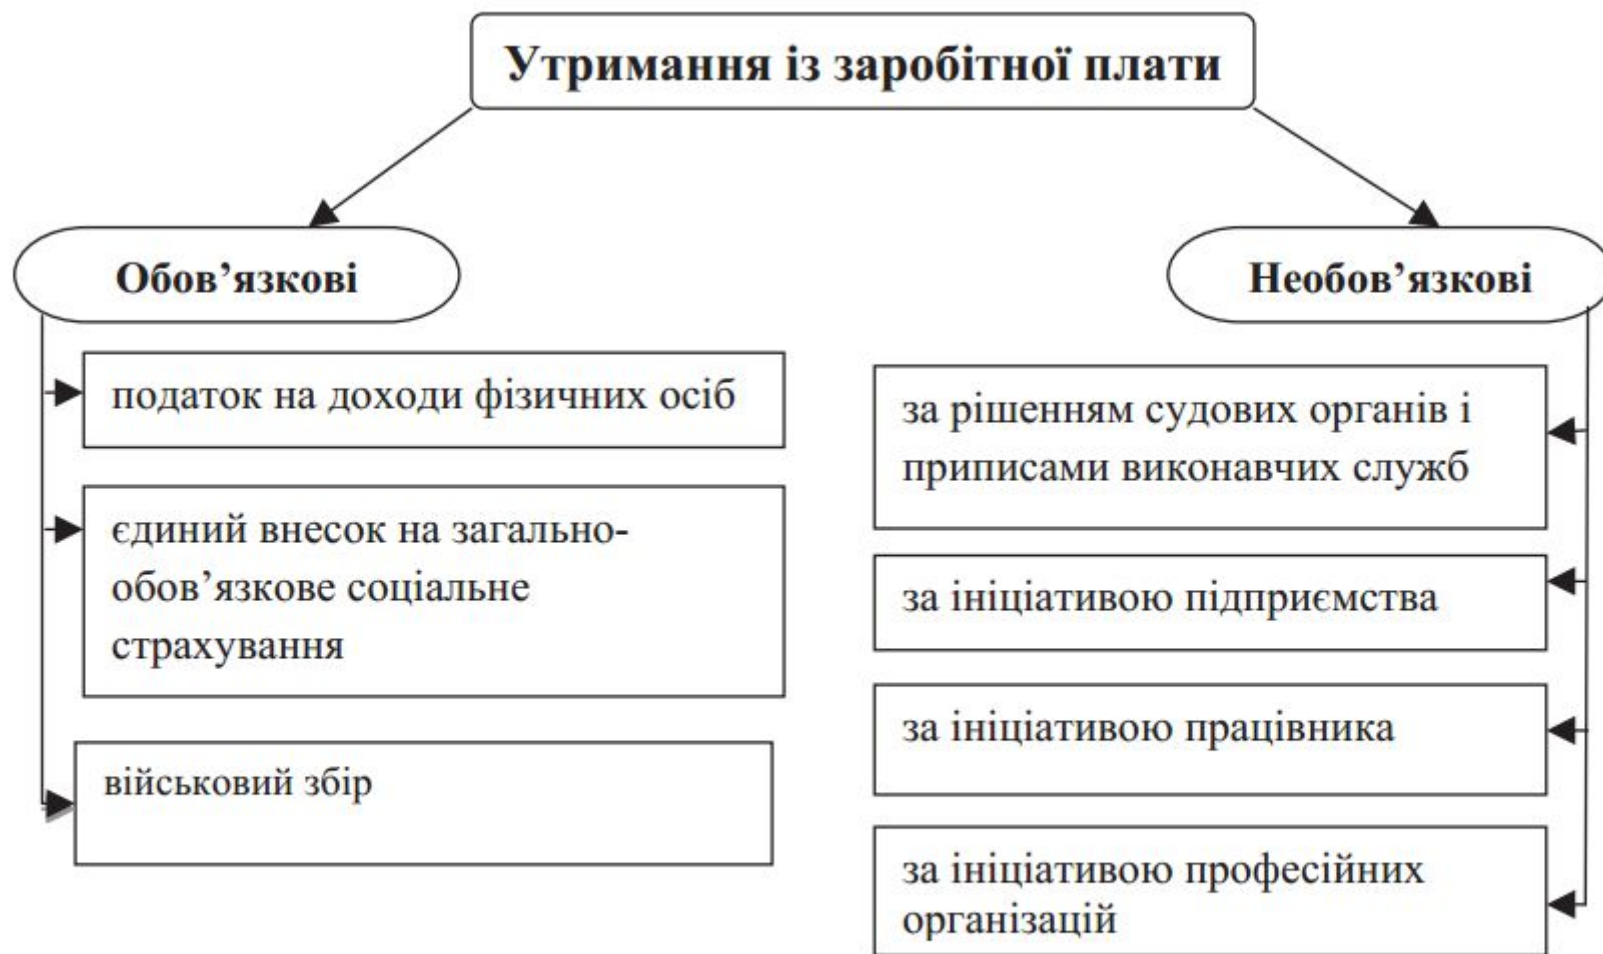 Утримання із заробітної плати
Обов’язкові
податок на доходи фізичних осіб
єдиний внесок на загально-
обов’язкове соціальне
страхування
військовий збір
Необов’язкові
за рішенням судових органів і
приписами виконавчих служб
за ініціативою підприємства
за ініціативою працівника
за ініціативою професійних
організацій